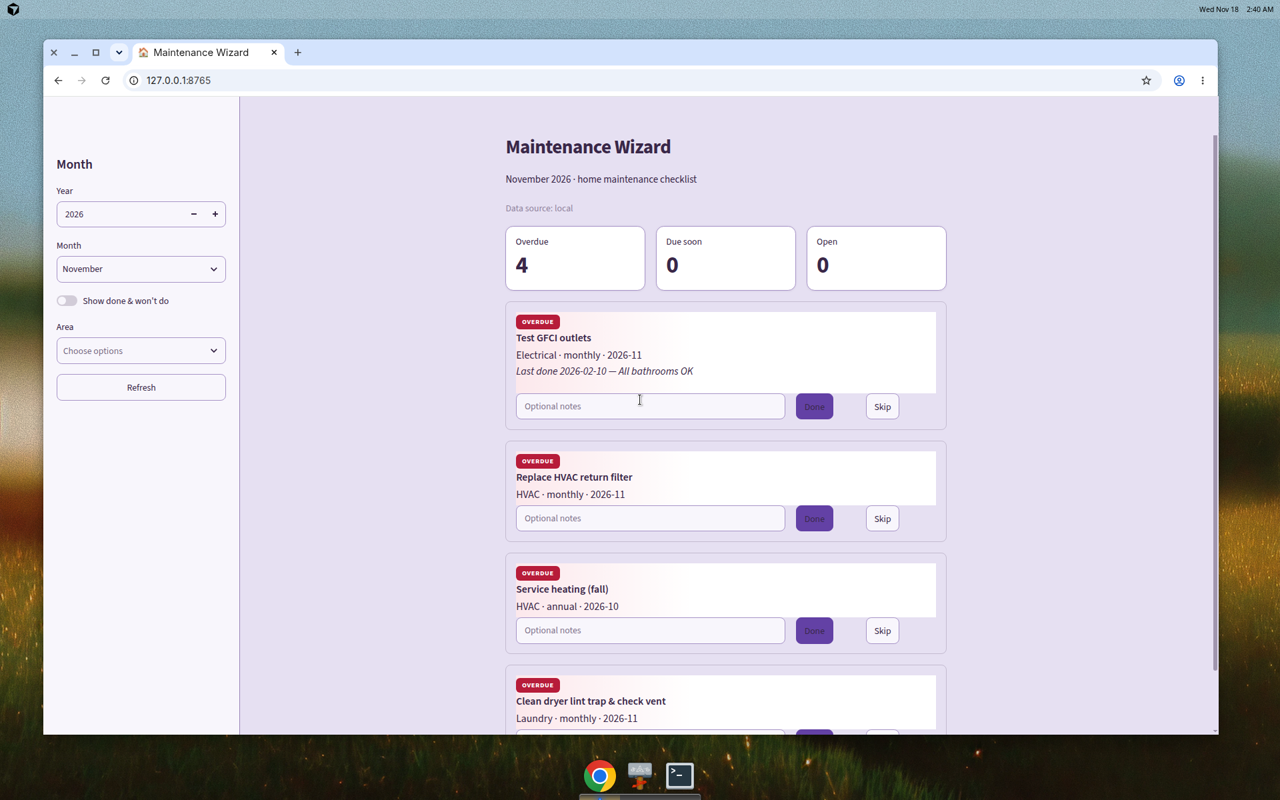 Wed Nov 18 2:40 AM
Maintenance Wizard
127.0.0.1:8765
Month
Year
2026
Month
November
Show done & won't do
Area
Choose options
Refresh
Maintenance Wizard
November 2026 · home maintenance checklist
Data source: local
Overdue
4
Due soon
0
Open
0
OVERDUE
Test GFCI outlets
Electrical · monthly · 2026-11
Last done 2026-02-10 — All bathrooms OK
Optional notes
Done
Skip
OVERDUE
Replace HVAC return filter
HVAC · monthly · 2026-11
Optional notes
Done
Skip
OVERDUE
Service heating (fall)
HVAC · annual · 2026-10
Optional notes
Done
Skip
OVERDUE
Clean dryer lint trap & check vent
Laundry · monthly · 2026-11